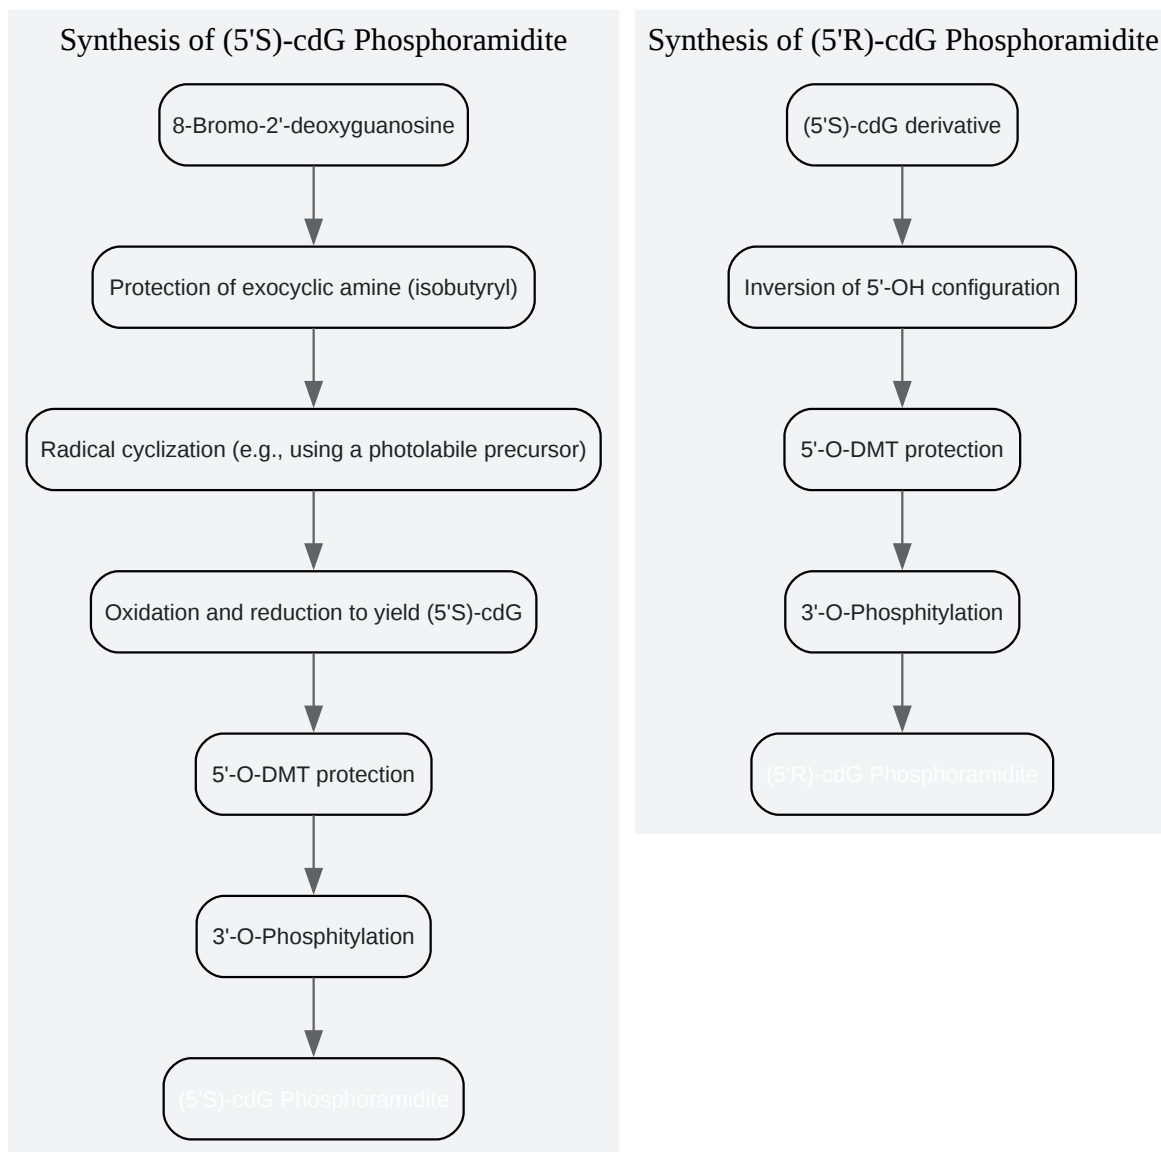 Synthesis of (5'S)-cdG Phosphoramidite
8-Bromo-2'-deoxyguanosine
Protection of exocyclic amine (isobutyryl)
Radical cyclization (e.g., using a photolabile precursor)
Oxidation and reduction to yield (5'S)-cdG
5'-O-DMT protection
3'-O-Phosphitylation
(5'S)-cdG Phosphoramidite
Synthesis of (5'R)-cdG Phosphoramidite
(5'S)-cdG derivative
Inversion of 5'-OH configuration
5'-O-DMT protection
3'-O-Phosphitylation
(5'R)-cdG Phosphoramidite